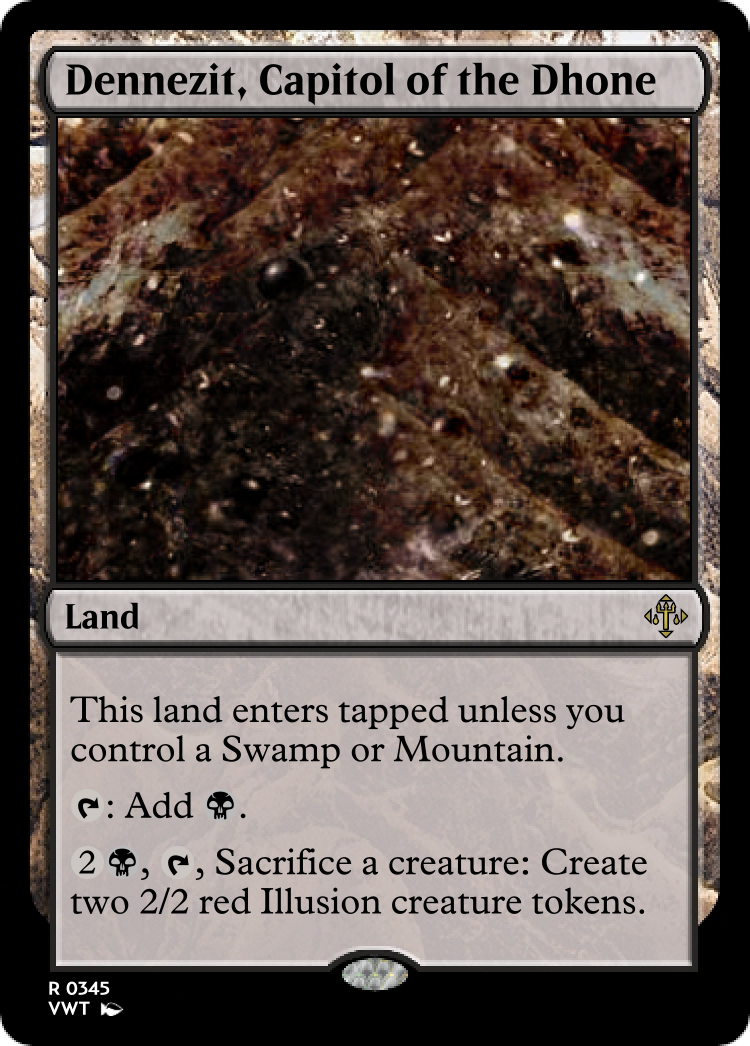 Dennezit, Capitol of the Dhone
Land
This land enters tapped unless you
control a Swamp or Mountain.
: Add .
2 , , Sacrifice a creature: Create
two 2/2 red Illusion creature tokens.
R 0345
VWT